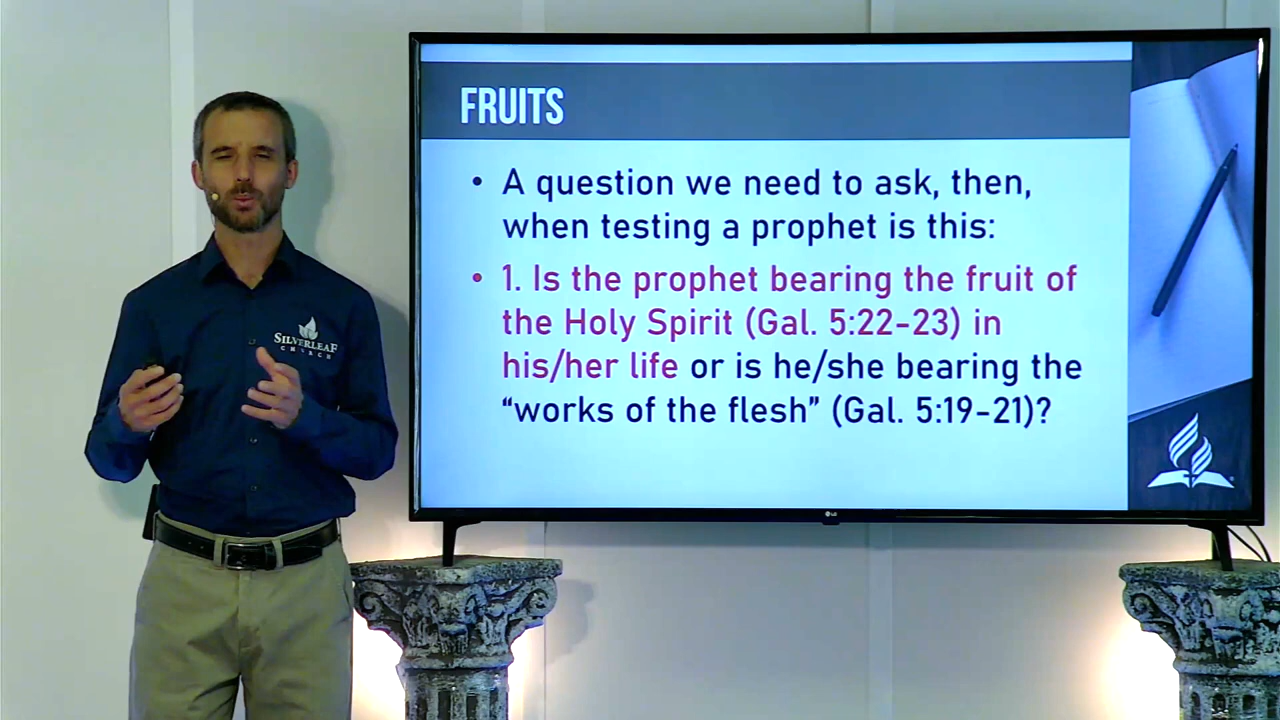 FRUITS
• A question we need to ask, then,
when testing a prophet is this:
• 1. Is the prophet bearing the fruit of
the Holy Spirit (Gal. 5:22-23) in
his/her life or is he/she bearing the
“works of the flesh” (Gal. 5:19-21)?
SILVERLEAF
CHURCH
LG